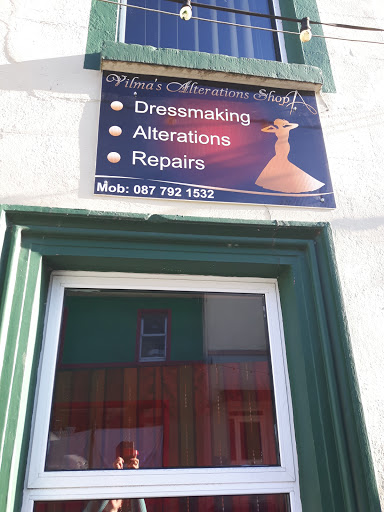 Vilma's Alterations Shop
Dressmaking
Alterations
Repairs
Mob: 087 792 1532